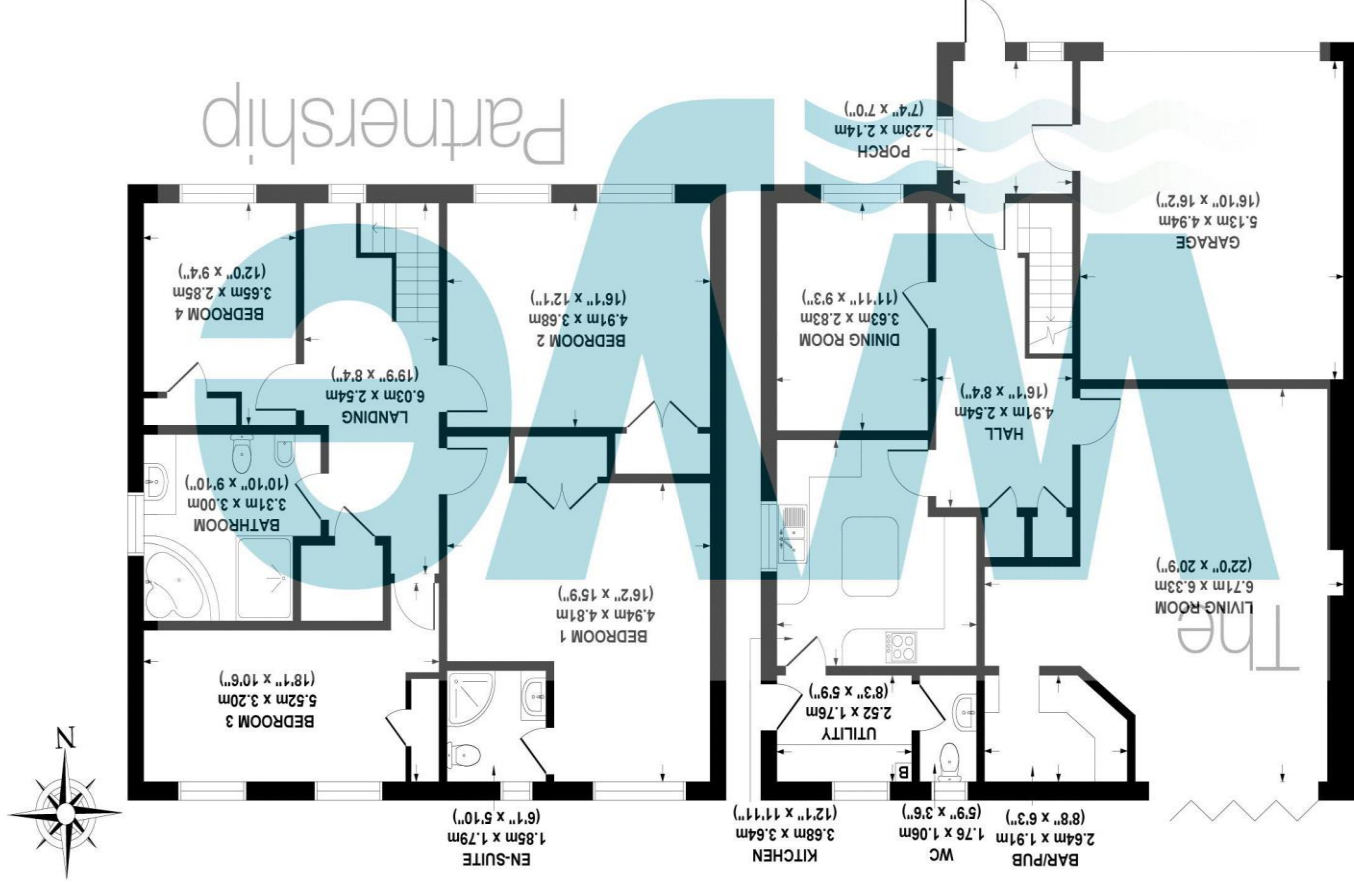 BAR/PUB
2.64m x 1.91m
(8'8" x 6'3")
WC
1.76 x 1.06m
(5'9" x 3'6")
KITCHEN
3.68m x 3.64m
(12'1" x 11'11")
EN-SUITE
1.85m x 1.79m
(6'1" x 5'10")
N
B
UTILITY
2.52 x 1.76m
(8'3" x 5'9")
The
LIVING ROOM
6.71m x 6.33m
(22'0" x 20'9")
BEDROOM 1
4.94m x 4.81m
(16'2" x 15'9")
BEDROOM 3
5.52m x 3.20m
(18'1" x 10'6")
BATHROOM
3.31m x 3.00m
(10'10" x 9'10")
HALL
4.91m x 2.54m
(16'1" x 8'4")
LANDING
6.03m x 2.54m
(19'9" x 8'4")
GARAGE
5.13m x 4.94m
(16'10" x 16'2")
DINING ROOM
3.63m x 2.83m
(11'11" x 9'3")
BEDROOM 2
4.91m x 3.68m
(16'1" x 12'1")
BEDROOM 4
3.65m x 2.85m
(12'0" x 9'4")
PORCH
2.23m x 2.14m
(7'4" x 7'0")
Partnership